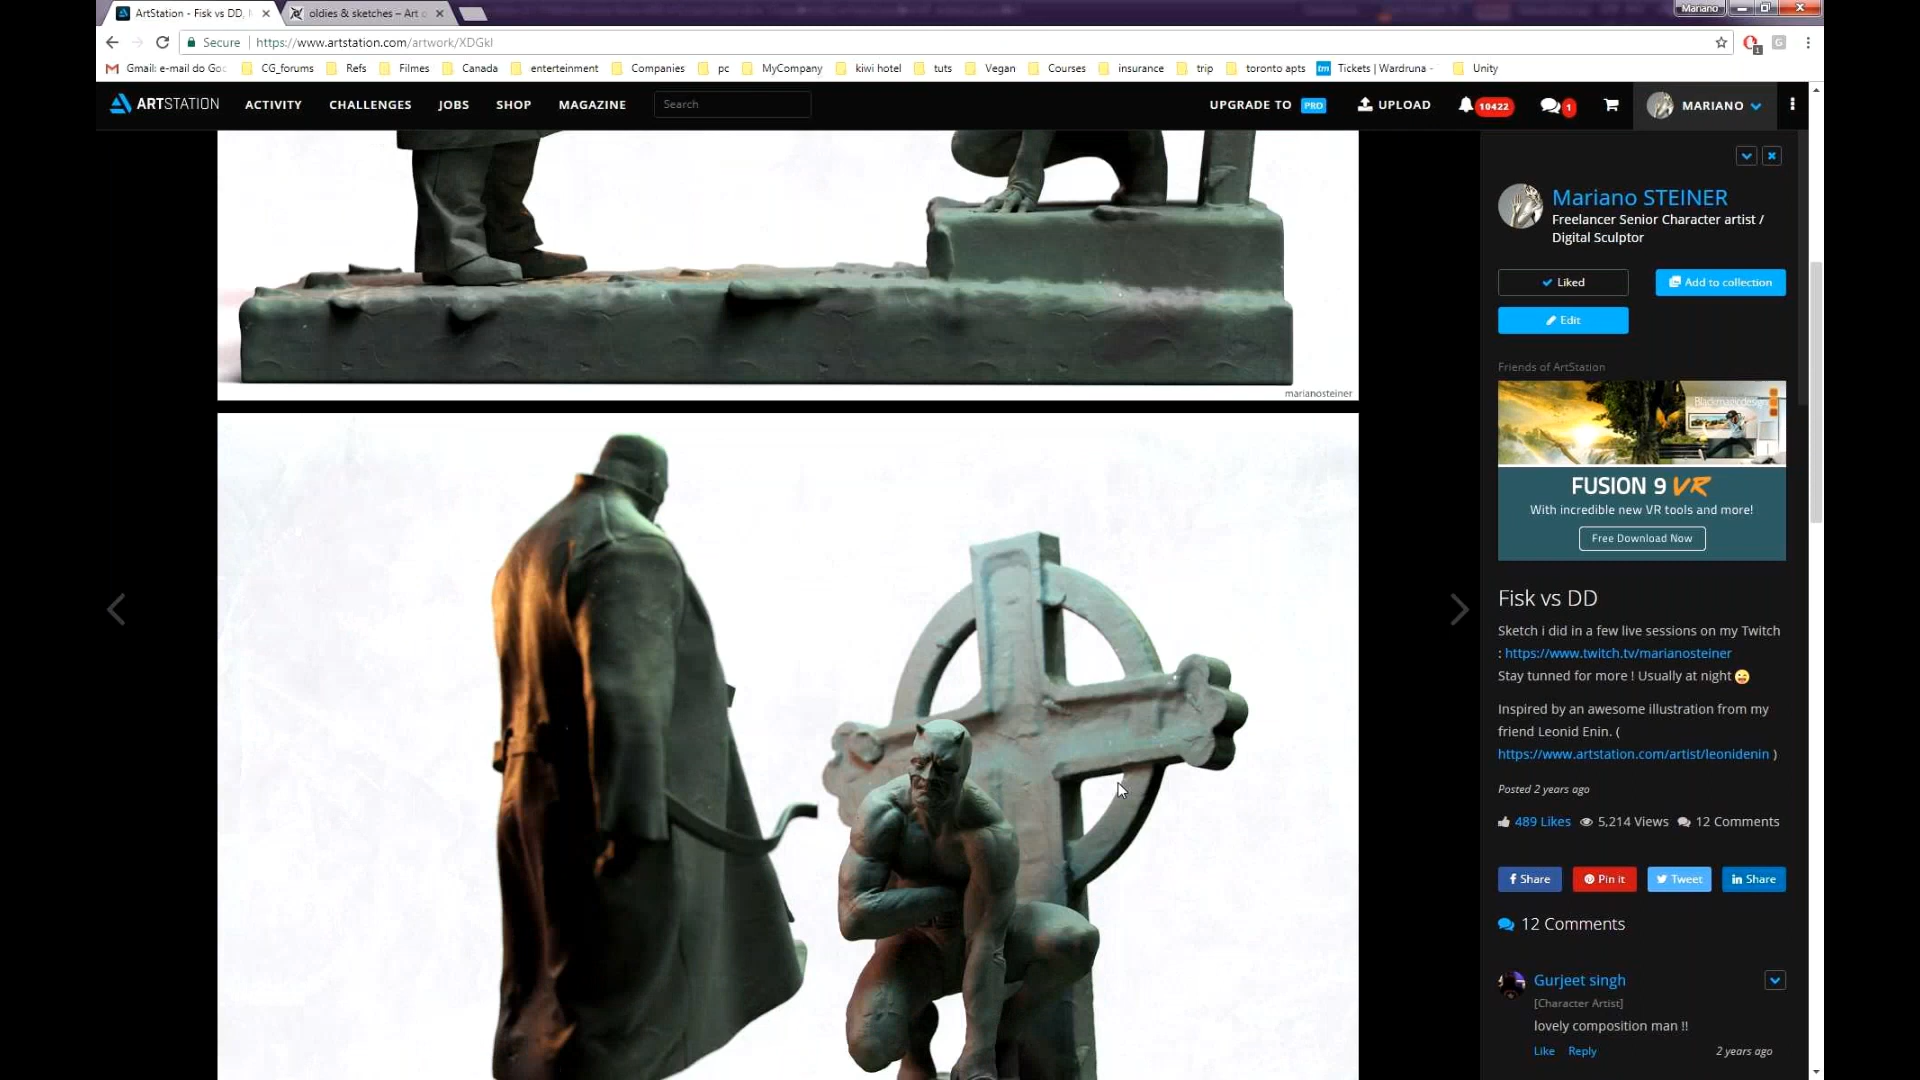 ArtStation - Fisk vs DD,
oldies & sketches – Art o
Mariano
Secure
https://www.artstation.com/artwork/XDGkl
Gmail: e-mail do Goo
CG_forums
Refs
Filmes
Canada
enterteinment
Companies
pc
MyCompany
kiwi hotel
tuts
Vegan
Courses
insurance
trip
toronto apts
tm
Tickets | Wardruna -
Unity
ARTSTATION
ACTIVITY
CHALLENGES
JOBS
SHOP
MAGAZINE
Search
UPGRADE TO PRO
UPLOAD
10422
1
MARIANO
marianosteiner
Mariano STEINER
Freelancer Senior Character artist /
Digital Sculptor
Liked
Add to collection
Edit
Friends of ArtStation
Blackmagicdesign
FUSION 9 VR
With incredible new VR tools and more!
Free Download Now
Fisk vs DD
Sketch i did in a few live sessions on my Twitch
: https://www.twitch.tv/marianosteiner
Stay tunned for more ! Usually at night
Inspired by an awesome illustration from my
friend Leonid Enin. (
https://www.artstation.com/artist/leonidenin )
Posted 2 years ago
489 Likes 5,214 Views 12 Comments
Share
Pin it
Tweet
Share
12 Comments
Gurjeet singh
[Character Artist]
lovely composition man !!
Like Reply 2 years ago